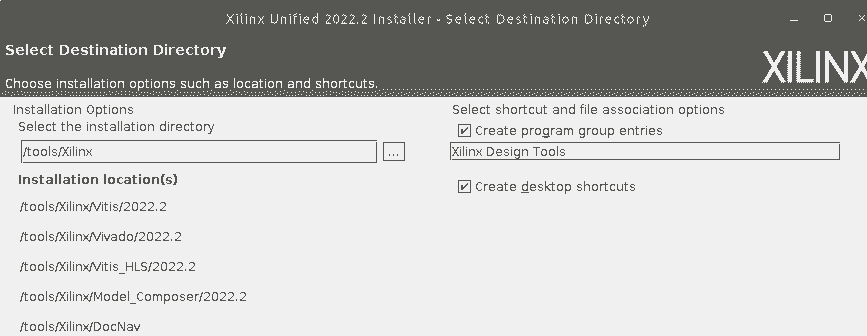 Xilinx Unified 2022.2 Installer - Select Destination Directory
Select Destination Directory
Choose installation options such as location and shortcuts.
XILINX
Installation Options
Select the installation directory
/tools/Xilinx
...
Installation location(s)
/tools/Xilinx/Vitis/2022.2
/tools/Xilinx/Vivado/2022.2
/tools/Xilinx/Vitis_HLS/2022.2
/tools/Xilinx/Model_Composer/2022.2
/tools/Xilinx/DocNav
Select shortcut and file association options
Create program group entries
Xilinx Design Tools
Create desktop shortcuts